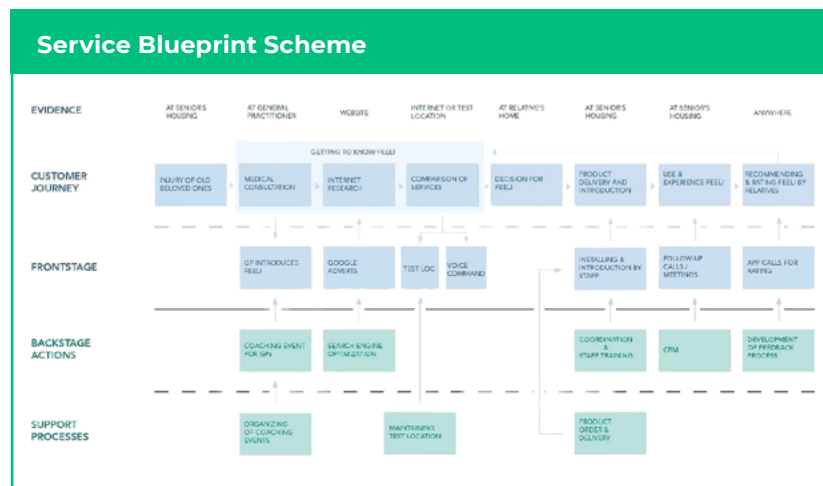 Service Blueprint Scheme
EVIDENCE
AT SENIOR'S
HOUSING
AT GENERAL
PRACTITIONER
WEBSITE
INTERNET OR TEST
LOCATION
AT RELATIVE'S
HOME
AT SENIOR'S
HOUSING
AT SENIOR'S
HOUSING
ANYWHERE
GETTING TO KNOW FEELI
CUSTOMER
JOURNEY
INJURY OF OLD
BELOVED ONES
MEDICAL
CONSULTATION
INTERNET
RESEARCH
COMPARISON OF
SERVICES
DECISION FOR
FEELI
PRODUCT
DELIVERY AND
INTRODUCTION
USE &
EXPERIENCE FEELI
RECOMMENDING
& RATING FEELI BY
RELATIVES
FRONTSTAGE
GP INTRODUCES
FEELI
GOOGLE
ADVERTS
TEST LOC
VOICE
COMMAND
INSTALLING &
INTRODUCTION BY
STAFF
FOLLOW-UP
CALLS /
MEETINGS
APP CALLS FOR
RATING
BACKSTAGE
ACTIONS
COACHING EVENT
FOR GPs
SEARCH ENGINE
OPTIMIZATION
COORDINATION
&
STAFF TRAINING
CRM
DEVELOPMENT
OF FEEDBACK
PROCESS
SUPPORT
PROCESSES
ORGANIZING
OF COACHING
EVENTS
MAINTAINING
TEST LOCATION
PRODUCT
ORDER &
DELIVERY